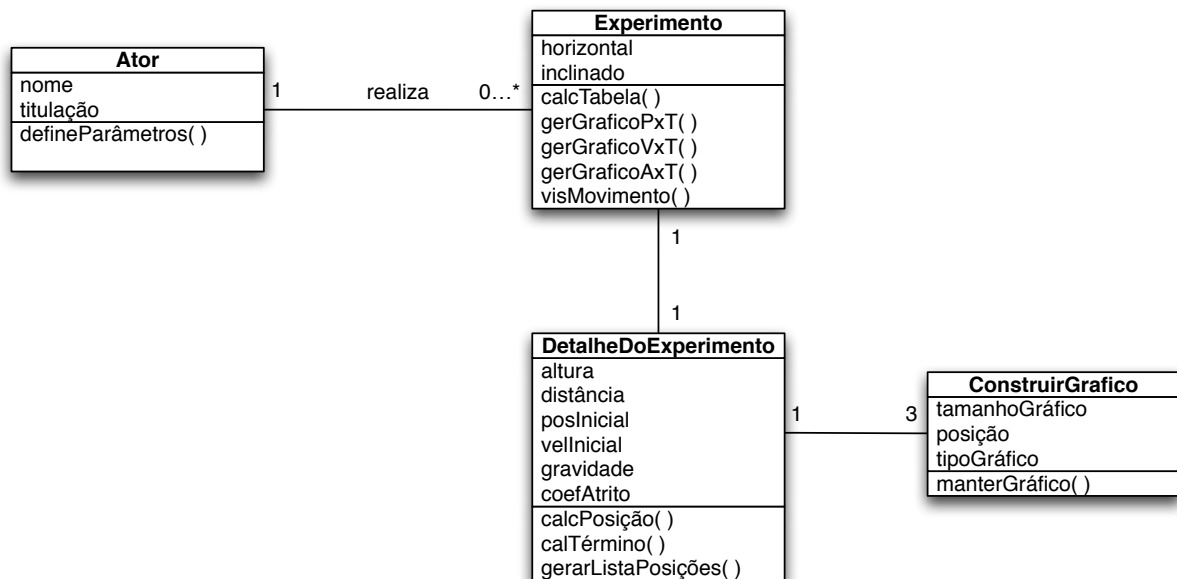 Ator
nome
titulação
defineParâmetros( )
1
realiza
0...*
Experimento
horizontal
inclinado
calcTabela( )
gerGraficoPxT( )
gerGraficoVxT( )
gerGraficoAxT( )
visMovimento( )
1
1
DetalheDoExperimento
altura
distância
posInicial
velInicial
gravidade
coefAtrito
calcPosição( )
calTérmino( )
gerarListaPosições( )
1
3
ConstruirGrafico
tamanhoGráfico
posição
tipoGráfico
manterGráfico( )